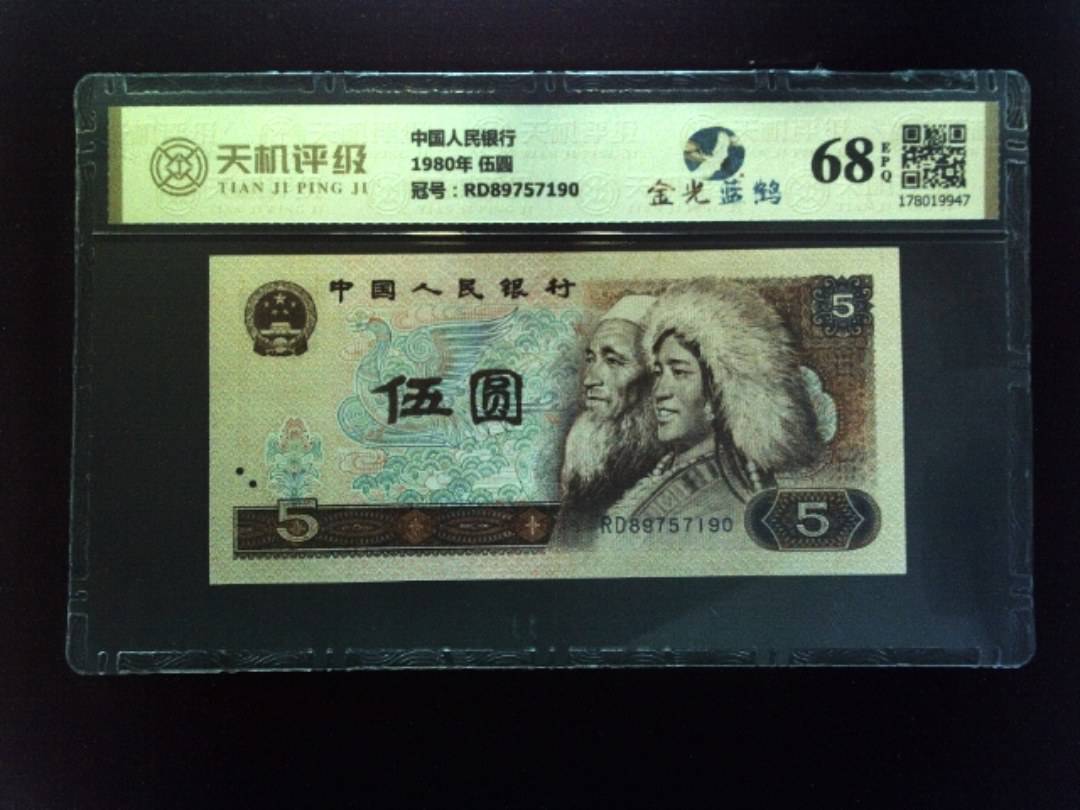 天机评级
TIAN JI PING JI
中国人民银行
1980年 伍圆
冠号：RD89757190
金光蓝鹤
68
EPQ
178019947
中国人民银行
5
伍圆
5
RD89757190
5